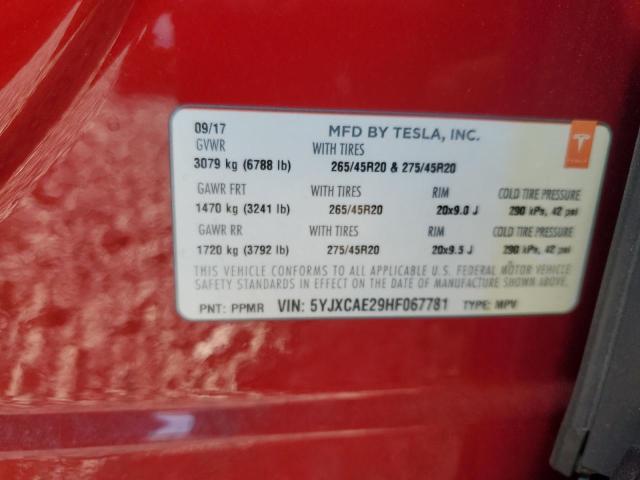 09/17 MFD BY TESLA, INC.
GVWR WITH TIRES
3079 kg (6788 lb) 265/45R20 & 275/45R20
GAWR FRT WITH TIRES RIM COLD TIRE PRESSURE
1470 kg (3241 lb) 265/45R20 20x9.0 J 290 kPa, 42 psi
GAWR RR WITH TIRES RIM COLD TIRE PRESSURE
1720 kg (3792 lb) 275/45R20 20x9.5 J 290 kPa, 42 psi
THIS VEHICLE CONFORMS TO ALL APPLICABLE U.S. FEDERAL MOTOR VEHICLE
SAFETY STANDARDS IN EFFECT ON THE DATE OF MANUFACTURE SHOWN ABOVE.
PNT: PPMR VIN: 5YJXCAE29HF067781 TYPE: MPV
TESLA